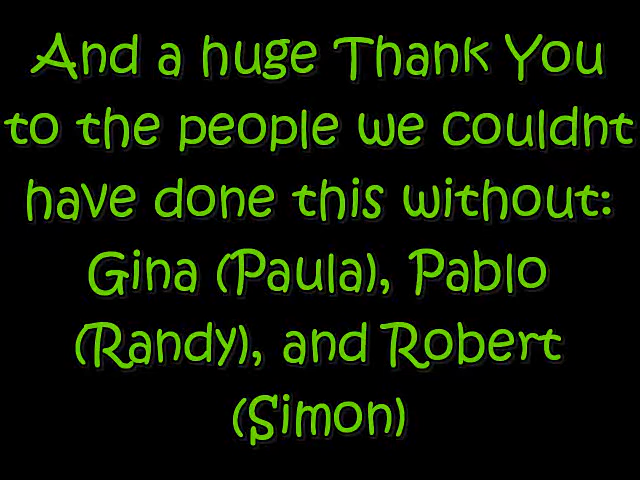 And a huge Thank You
to the people we couldnt
have done this without:
Gina (Paula), Pablo
(Randy), and Robert
(Simon)